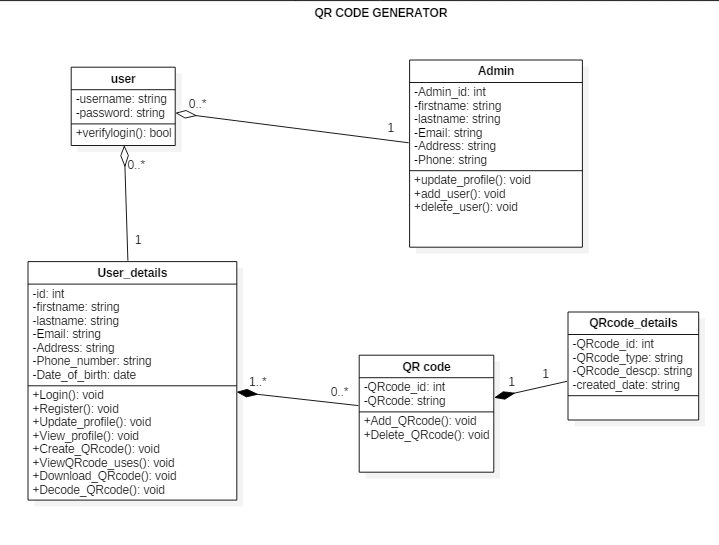 QR CODE GENERATOR
user
-username: string
-password: string
+verifylogin(): bool
0..*
1
Admin
-Admin_id: int
-firstname: string
-lastname: string
-Email: string
-Address: string
-Phone: string
+update_profile(): void
+add_user(): void
+delete_user(): void
0..*
1
User_details
-id: int
-firstname: string
-lastname: string
-Email: string
-Address: string
-Phone_number: string
-Date_of_birth: date
+Login(): void
+Register(): void
+Update_profile(): void
+View_profile(): void
+Create_QRcode(): void
+ViewQRcode_uses(): void
+Download_QRcode(): void
+Decode_QRcode(): void
1..*
0..*
QR code
-QRcode_id: int
-QRcode: string
+Add_QRcode(): void
+Delete_QRcode(): void
1
1
QRcode_details
-QRcode_id: int
-QRcode_type: string
-QRcode_descp: string
-created_date: string